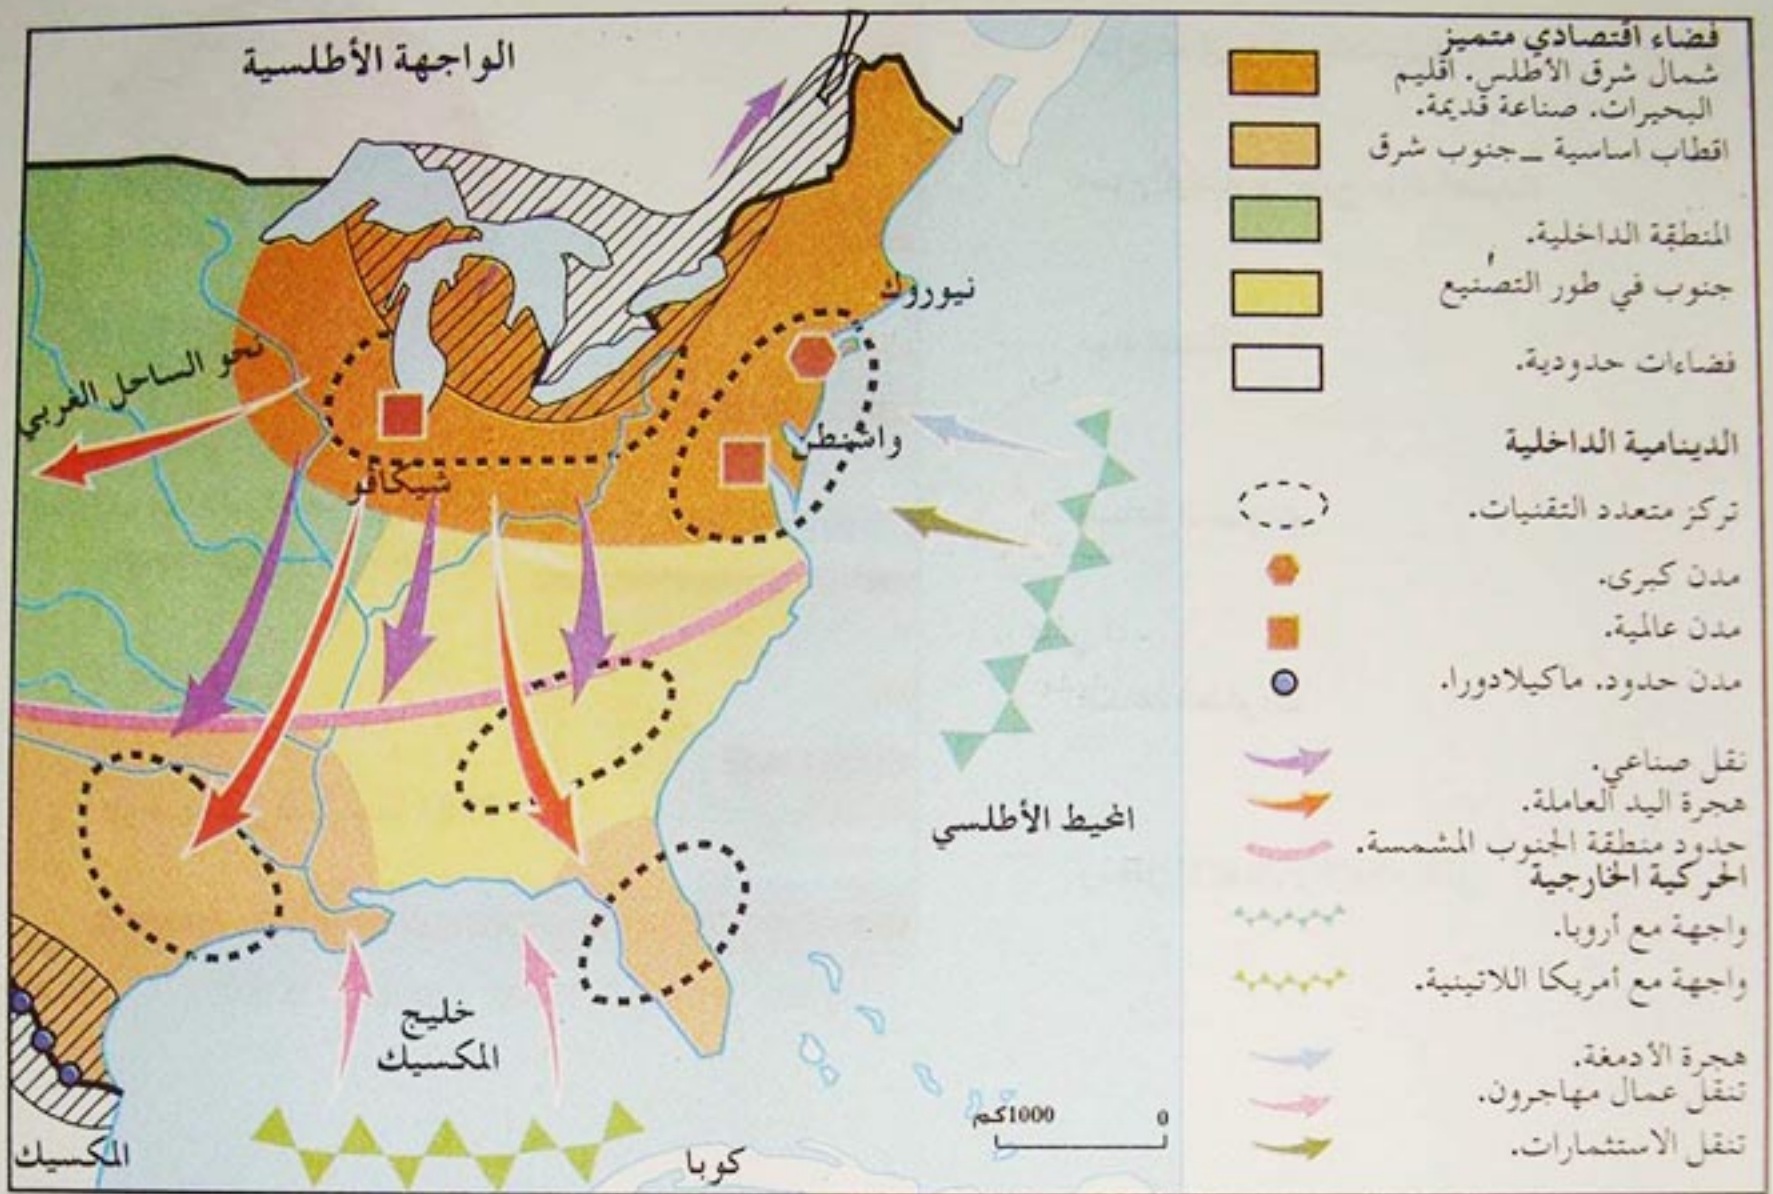 الواجهة الأطلسية
نيوروك
نحو الساحل الغربي
واشنطن
شيكاقو
المحيط الأطلسي
خليج
المكسيك
المكسيك
كوبا
1000كم
0
فضاء اقتصادي متميز
شمال شرق الأطلس. اقليم
البحيرات. صناعة قديمة.
اقطاب اساسية _ جنوب شرق
المنطقة الداخلية.
جنوب في طور التصنيع
فضاءات حدودية.
الدينامية الداخلية
تركز متعدد التقنيات.
مدن كبرى.
مدن عالمية.
مدن حدود. ماكيلادورا.
نقل صناعي.
هجرة اليد العاملة.
حدود منطقة الجنوب المشمسة.
الحركية الخارجية
واجهة مع أروبا.
واجهة مع أمريكا اللاتينية.
هجرة الأدمغة.
تنقل عمال مهاجرون.
تنقل الاستثمارات.